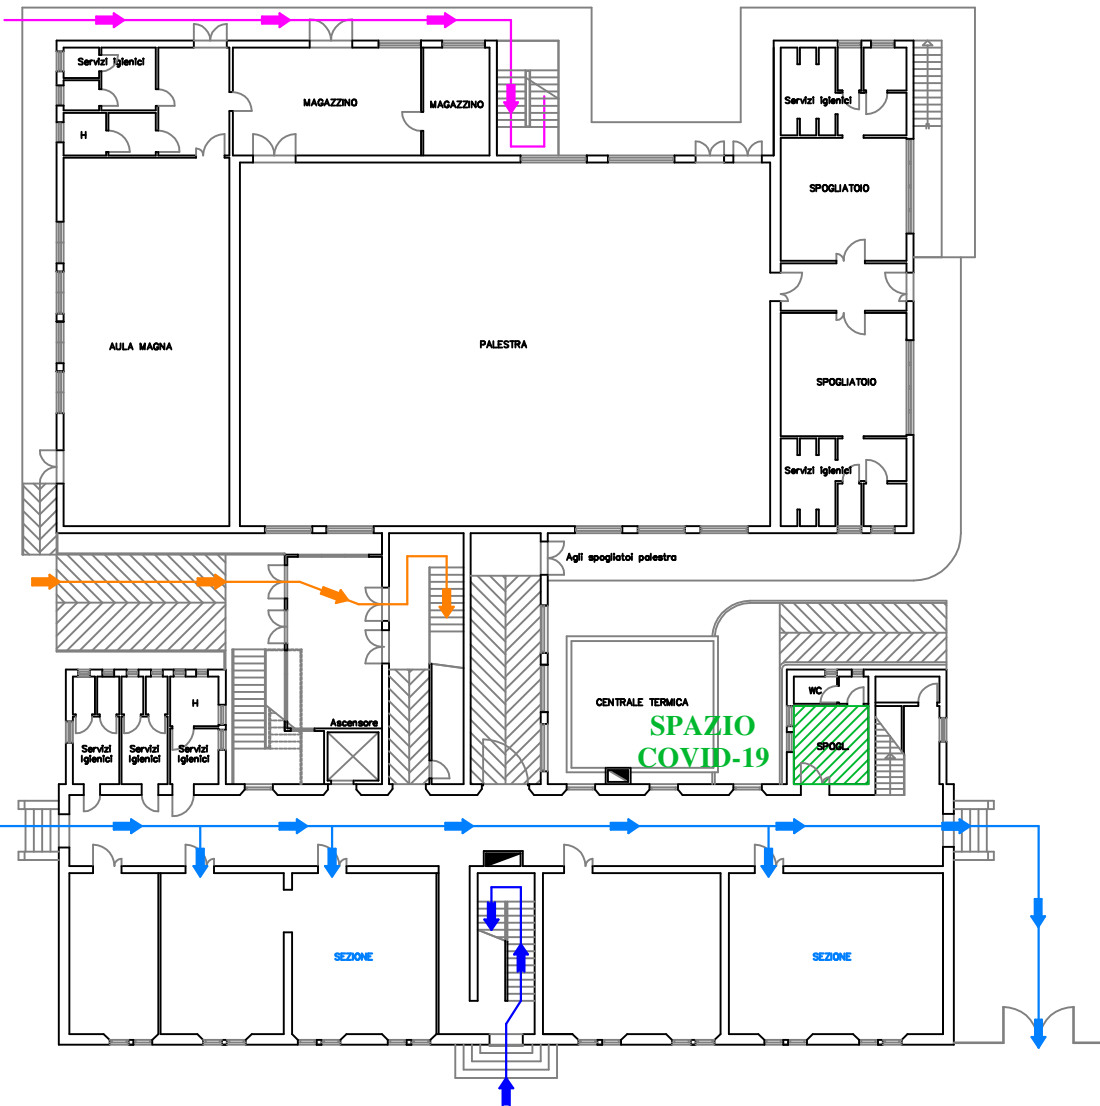 Servizi igienici
MAGAZZINO
MAGAZZINO
Servizi igienici
H
SPOGLIATOIO
AULA MAGNA
PALESTRA
SPOGLIATOIO
Servizi igienici
Agli spogliatoi palestra
WC
H
CENTRALE TERMICA
Ascensore
SPAZIO
COVID-19
SPOGL.
Servizi
igienici
Servizi
igienici
Servizi
igienici
SEZIONE
SEZIONE